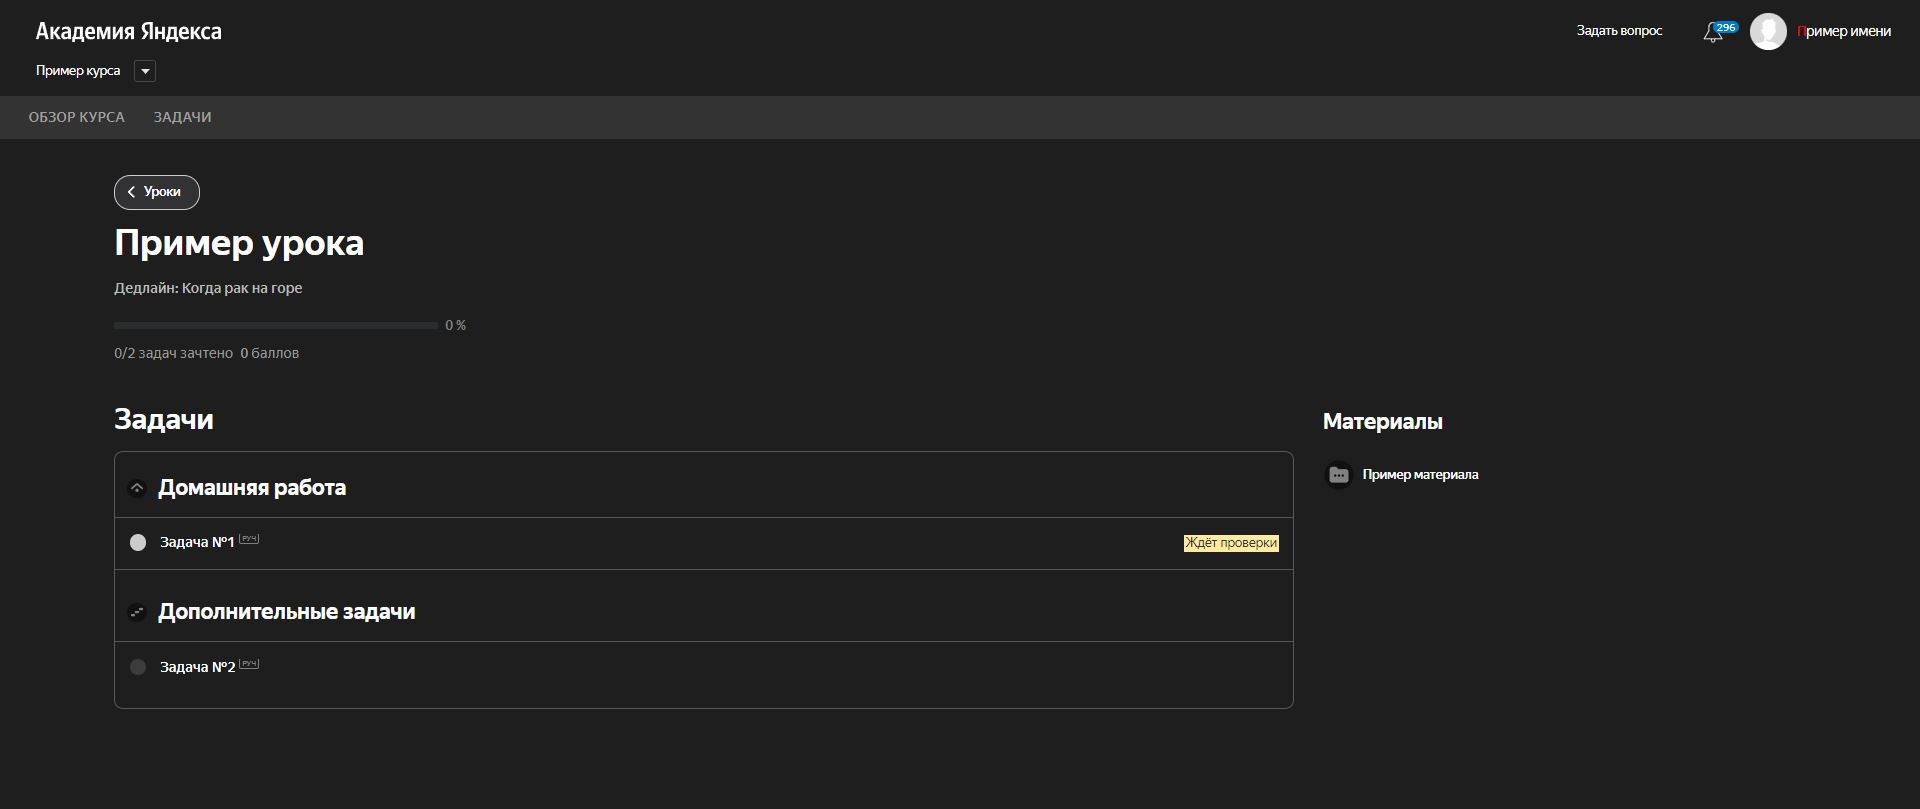 Академия Яндекса
Задать вопрос
296
Пример имени
Пример курса
ОБЗОР КУРСА ЗАДАЧИ
Уроки
Пример урока
Дедлайн: Когда рак на горе
0 %
0/2 задач зачтено 0 баллов
Задачи
Домашняя работа
Задача №1 РУЧ
Ждёт проверки
Дополнительные задачи
Задача №2 РУЧ
Материалы
Пример материала